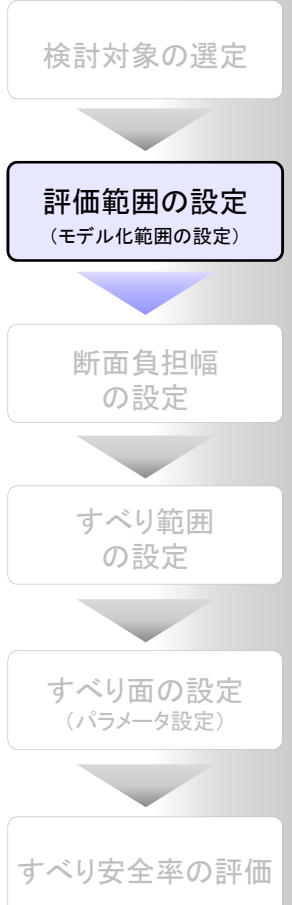 検討対象の選定
評価範囲の設定
（モデル化範囲の設定）
断面負担幅
の設定
すべり範囲
の設定
すべり面の設定
（パラメータ設定）
すべり安全率の評価